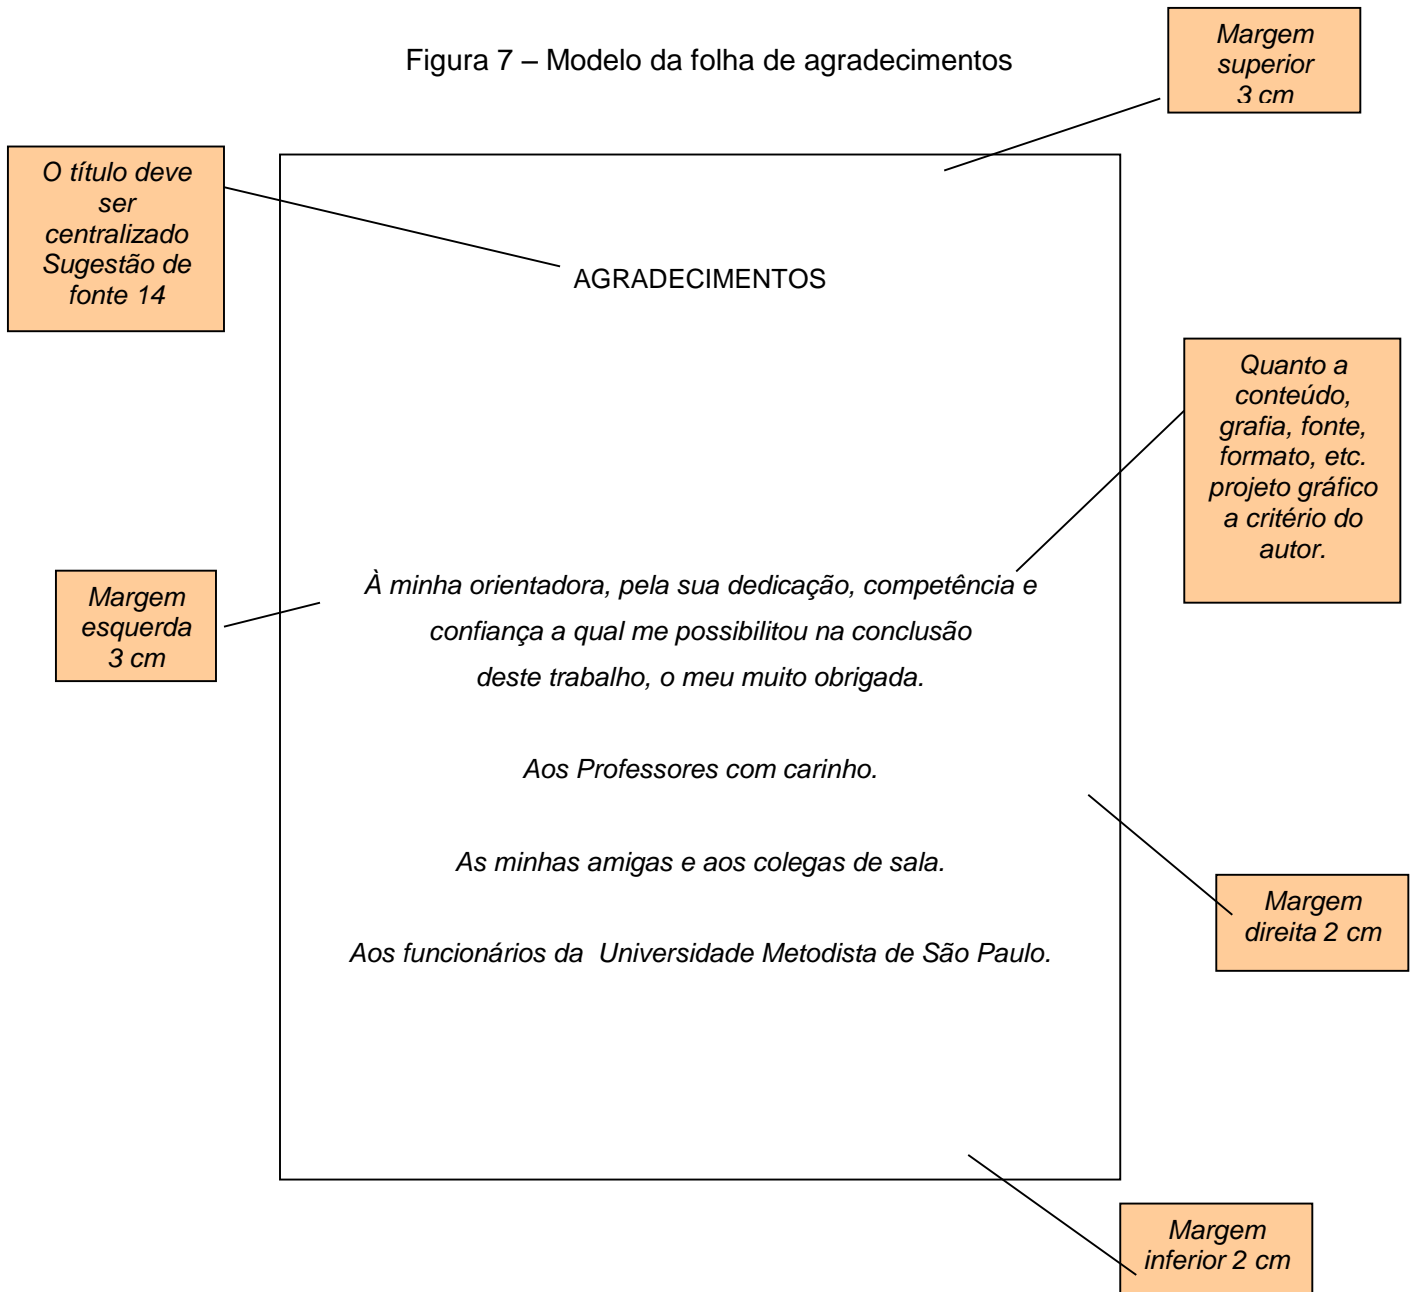 Figura 7 – Modelo da folha de agradecimentos
Margem
superior
3 cm
O título deve
ser
centralizado
Sugestão de
fonte 14
AGRADECIMENTOS
Quanto a
conteúdo,
grafia, fonte,
formato, etc.
projeto gráfico
a critério do
autor.
Margem
esquerda
3 cm
À minha orientadora, pela sua dedicação, competência e
confiança a qual me possibilitou na conclusão
deste trabalho, o meu muito obrigada.
Aos Professores com carinho.
As minhas amigas e aos colegas de sala.
Aos funcionários da  Universidade Metodista de São Paulo.
Margem
direita 2 cm
Margem
inferior 2 cm